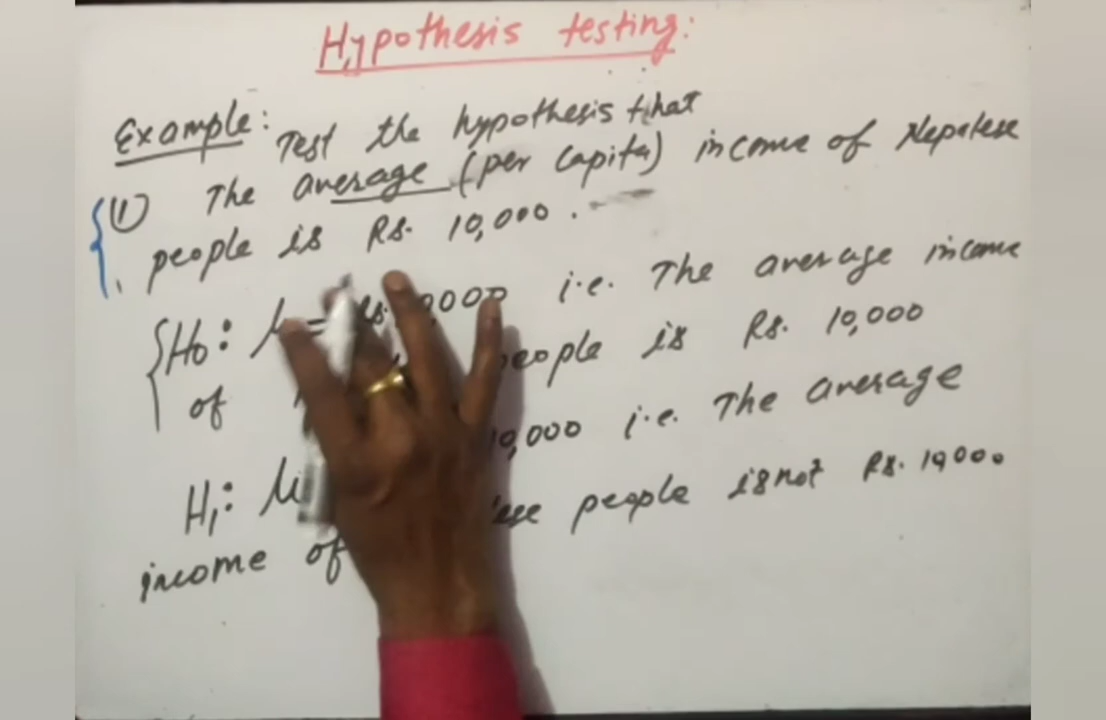 Hypothesis testing:
Example: Test the hypothesis that
(1) The average (per capita) income of Nepalese
people is Rs. 10,000.
H0: μ = Rs. 0000 i.e. The average income
of people is Rs. 10,000
H1: μ 10,000 i.e. The average
income of people is not Rs. 10000